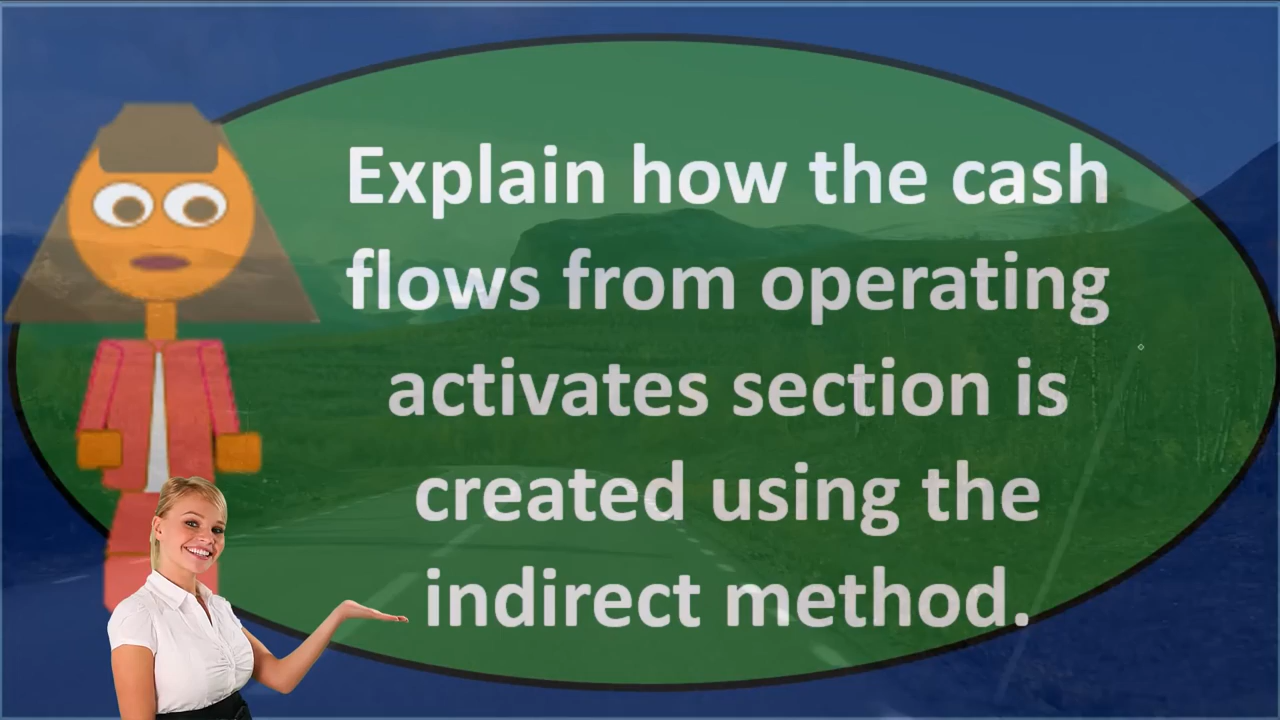 Explain how the cash
flows from operating
activates section is
created using the
indirect method.